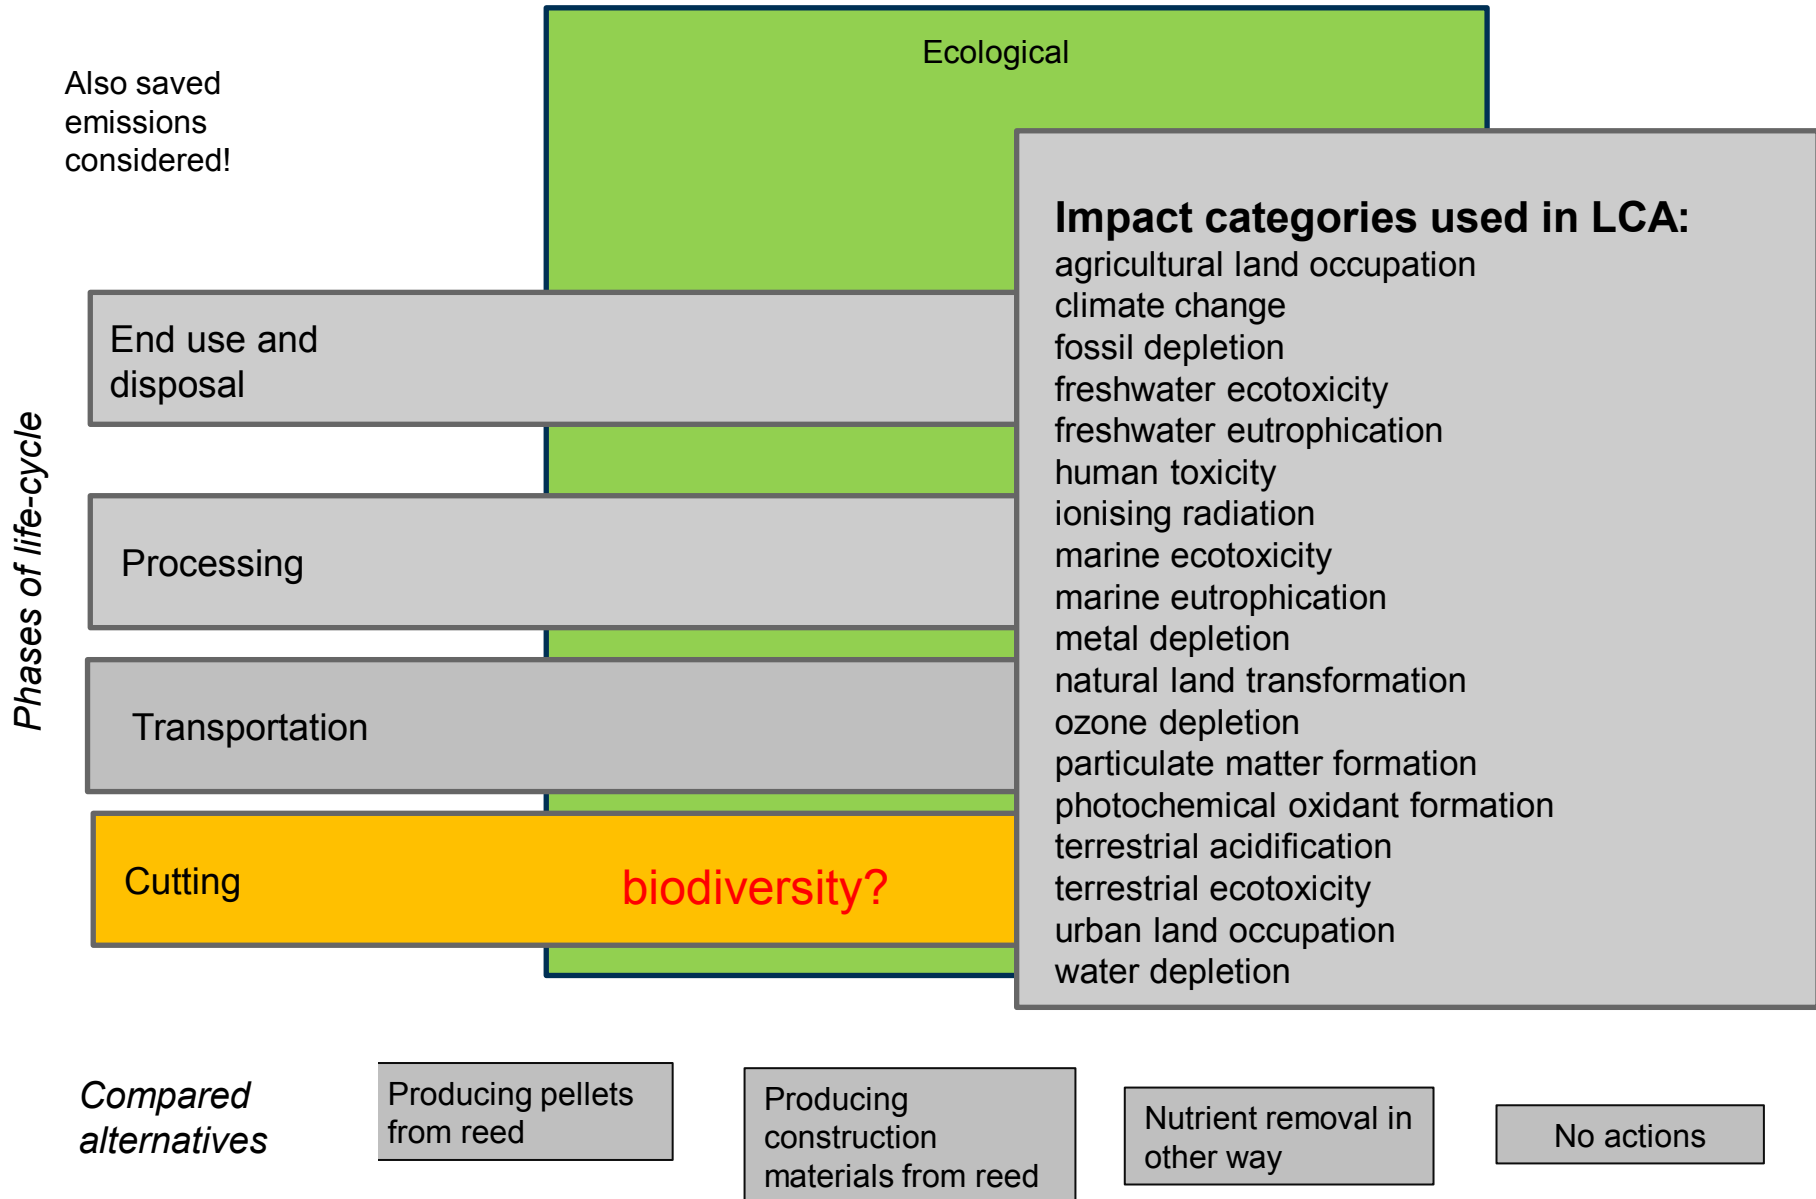 Ecological
Also saved
emissions
considered!
Impact categories used in LCA:
agricultural land occupation
climate change
fossil depletion
freshwater ecotoxicity
freshwater eutrophication
human toxicity
ionising radiation
marine ecotoxicity
marine eutrophication
metal depletion
natural land transformation
ozone depletion
particulate matter formation
photochemical oxidant formation
terrestrial acidification
terrestrial ecotoxicity
urban land occupation
water depletion
Phases of life-cycle
End use and
disposal
Processing
Transportation
Cutting
biodiversity?
Compared
alternatives
Producing pellets
from reed
Producing
construction
materials from reed
Nutrient removal in
other way
No actions